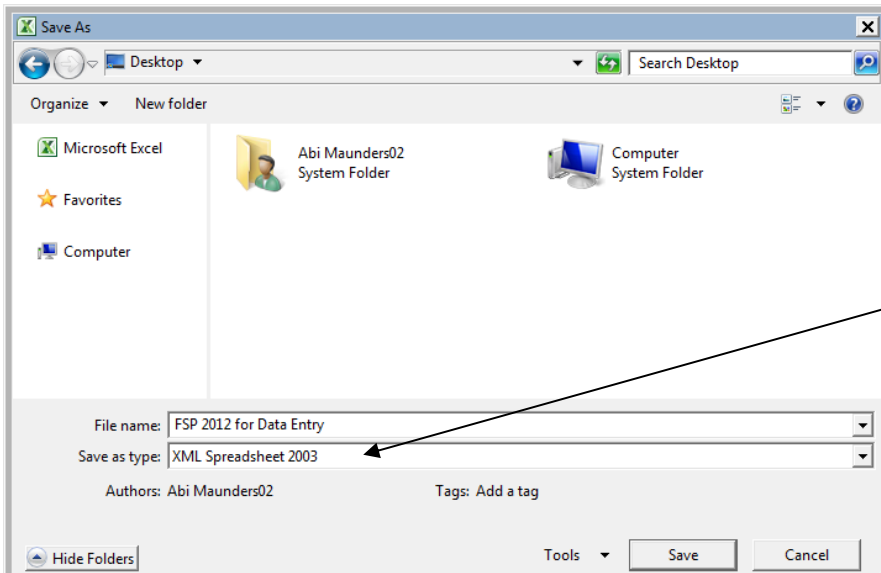 Save As
Desktop
Search Desktop
Organize New folder
Microsoft Excel
Favorites
Computer
Abi Maunders02
System Folder
Computer
System Folder
File name: FSP 2012 for Data Entry
Save as type: XML Spreadsheet 2003
Authors: Abi Maunders02 Tags: Add a tag
Hide Folders Tools Save Cancel